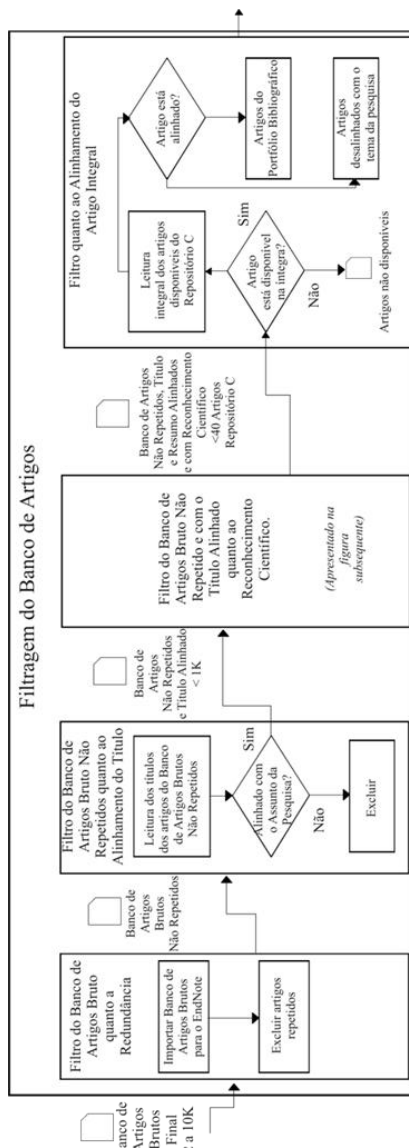 Filtragem do Banco de Artigos
Banco de
Artigos
Brutos
Final
a 10K
Filtro do Banco de
Artigos Bruto
quanto a
Redundância
Importar Banco de
Artigos Brutos
para o EndNote
Excluir artigos
repetidos
Banco de
Artigos
Brutos
Não Repetidos
Filtro do Banco de
Artigos Bruto Não
Repetidos quanto ao
Alinhamento do Título
Leitura dos títulos
dos artigos do Banco
de Artigos Brutos
Não Repetidos
Alinhado com
o Assunto da
Pesquisa?
Sim
Não
Excluir
Banco de
Artigos
Não Repetidos
e Título Alinhado
< 1K
Filtro do Banco de
Artigos Bruto Não
Repetido e com o
Título Alinhado
quanto ao
Reconhecimento
Científico.
(Apresentado na
figura
subsequente)
Banco de Artigos
Não Repetidos, Título
e Resumo Alinhados
e com Reconhecimento
Científico
<40 Artigos
Repositório C
Filtro quanto ao Alinhamento do
Artigo Integral
Leitura
integral dos artigos
disponíveis do
Repositório C
Artigo
está disponível
na integra?
Sim
Não
Artigos não disponíveis
Artigo está
alinhado?
Artigos do
Portfólio Bibliográfico
Artigos
desalinhados com o
tema da pesquisa